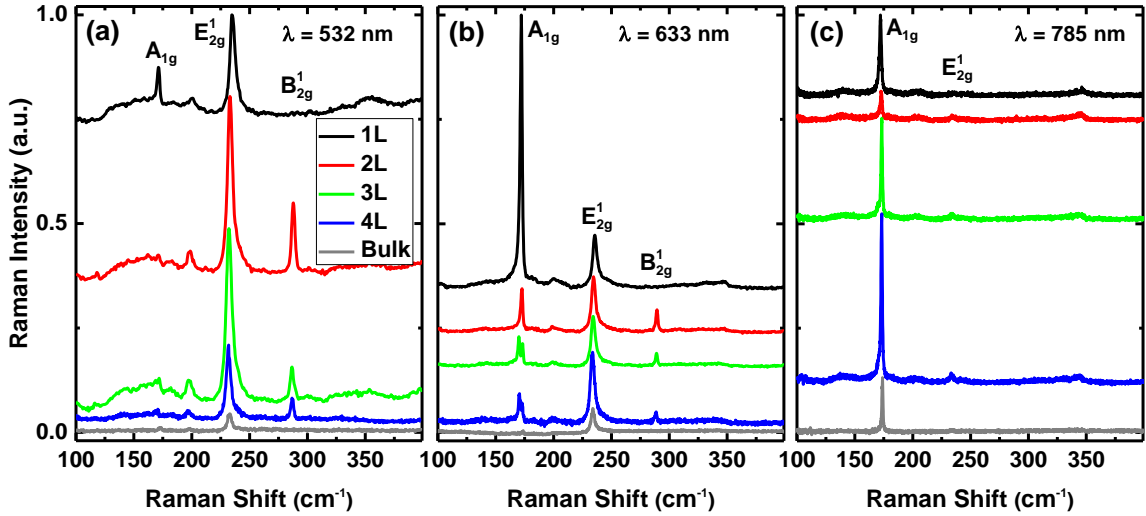 Raman Intensity (a.u.)
1.0
0.5
0.0
(a)
λ = 532 nm
A1g
E¹2g
B¹2g
1L
2L
3L
4L
Bulk
100 150 200 250 300 350
Raman Shift (cm⁻¹)
(b)
λ = 633 nm
A1g
E¹2g
B¹2g
100 150 200 250 300 350
Raman Shift (cm⁻¹)
(c)
λ = 785 nm
A1g
E¹2g
100 150 200 250 300 350
Raman Shift (cm⁻¹)